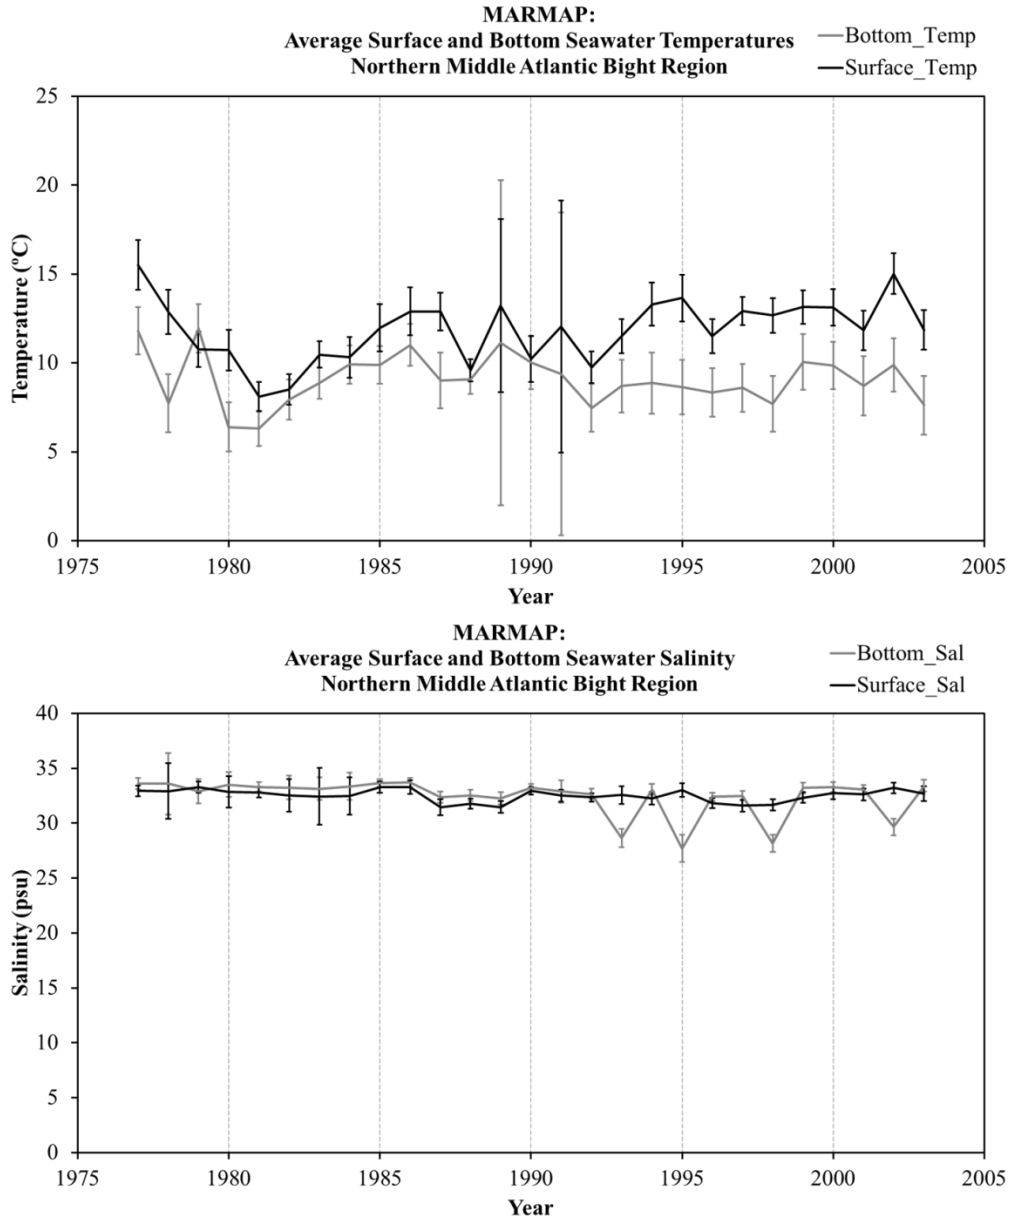 MARMAP:
Average Surface and Bottom Seawater Temperatures
Northern Middle Atlantic Bight Region
Bottom_Temp
Surface_Temp
25
20
15
10
5
0
Temperature (°C)
1975 1980 1985 1990 1995 2000 2005
Year
MARMAP:
Average Surface and Bottom Seawater Salinity
Northern Middle Atlantic Bight Region
Bottom_Sal
Surface_Sal
40
35
30
25
20
15
10
5
0
Salinity (psu)
1975 1980 1985 1990 1995 2000 2005
Year